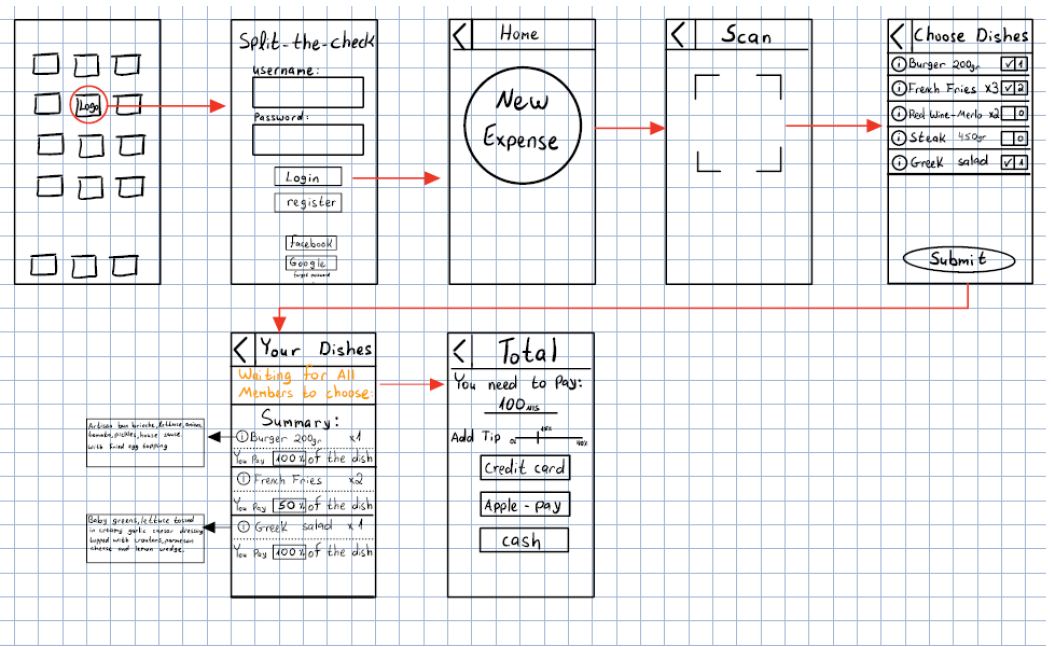 Logo
Split-the-check
username:
Password:
Login
register
Facebook
Google
forgot password
Home
New
Expense
Scan
Choose Dishes
Burger 200gr ✓ 1
French Fries x3 ✓ 2
Red Wine-Merlo x2 0
Steak 450gr 0
Greek salad ✓ 1
Submit
Your Dishes
Waiting for All
Members to choose:
Summary:
Burger 200gr x1
You Pay 100% of the dish
French Fries x2
You Pay 50% of the dish
Greek salad x1
You Pay 100% of the dish
Artisan bun brioche, lettuce, onion,
tomato, pickles, house sauce
with fried egg topping
Baby greens, lettuce tossed
in creamy garlic caesar dressing
topped with croutons, parmesan
cheese and lemon wedge.
Total
You need to Pay:
100 NIS
Add Tip 0% 15% 40%
Credit card
Apple-pay
cash